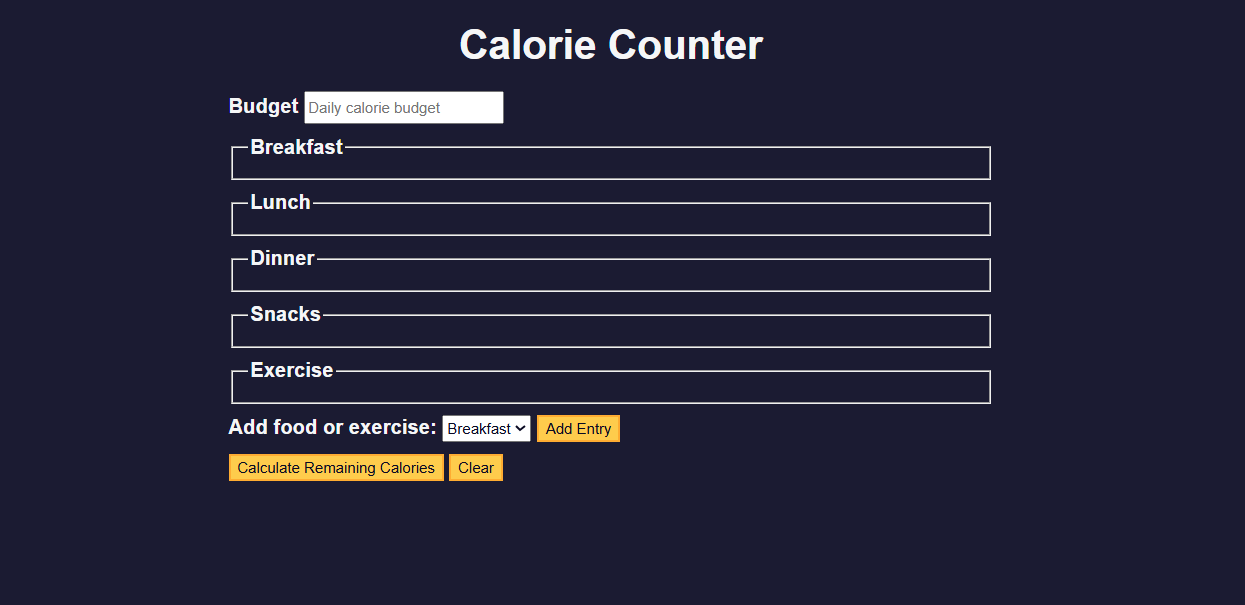 Calorie Counter
Budget Daily calorie budget
Breakfast
Lunch
Dinner
Snacks
Exercise
Add food or exercise: Breakfast Add Entry
Calculate Remaining Calories Clear